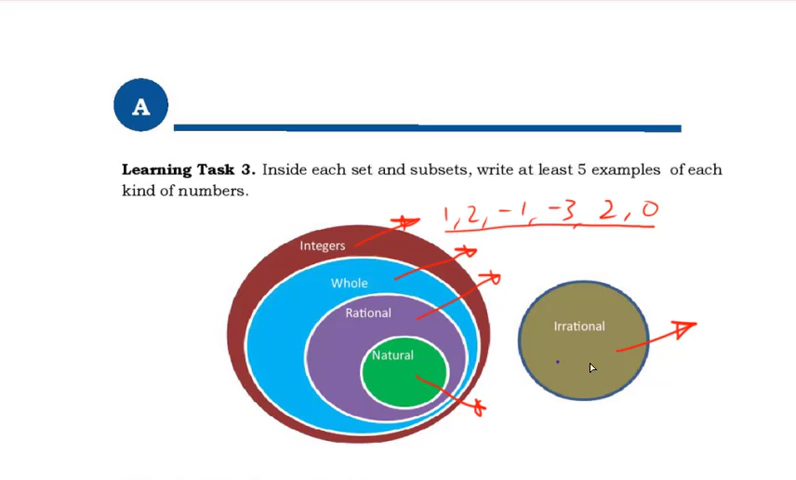 A
Learning Task 3. Inside each set and subsets, write at least 5 examples of each
kind of numbers.
1, 2, -1, -3, 2, 0
Integers
Whole
Rational
Natural
Irrational